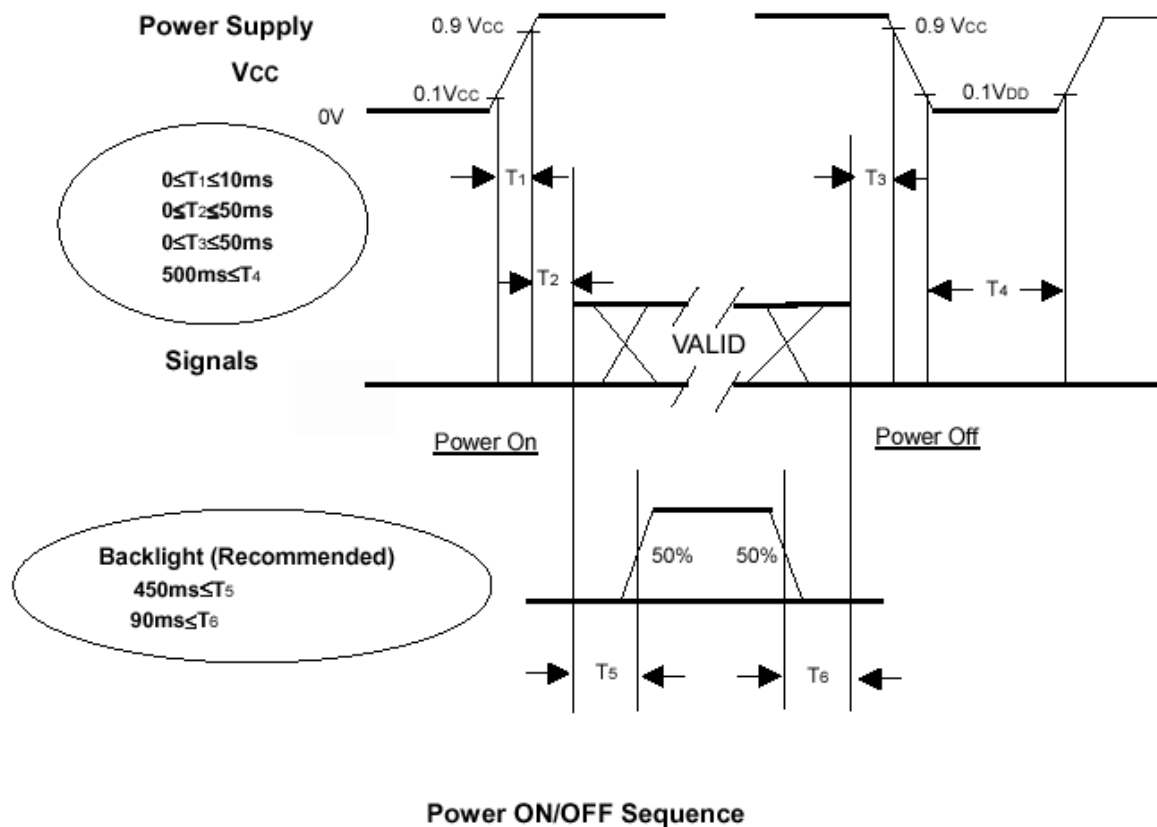 Power Supply
0.9 Vcc
0.9 Vcc
Vcc
0.1Vcc
0.1VDD
0V
0≤T1≤10ms
0≤T2≤50ms
0≤T3≤50ms
500ms≤T4
T1
T3
T2
T4
VALID
Signals
Power On
Power Off
Backlight (Recommended)
450ms≤T5
90ms≤T6
50%
50%
T5
T6
Power ON/OFF Sequence